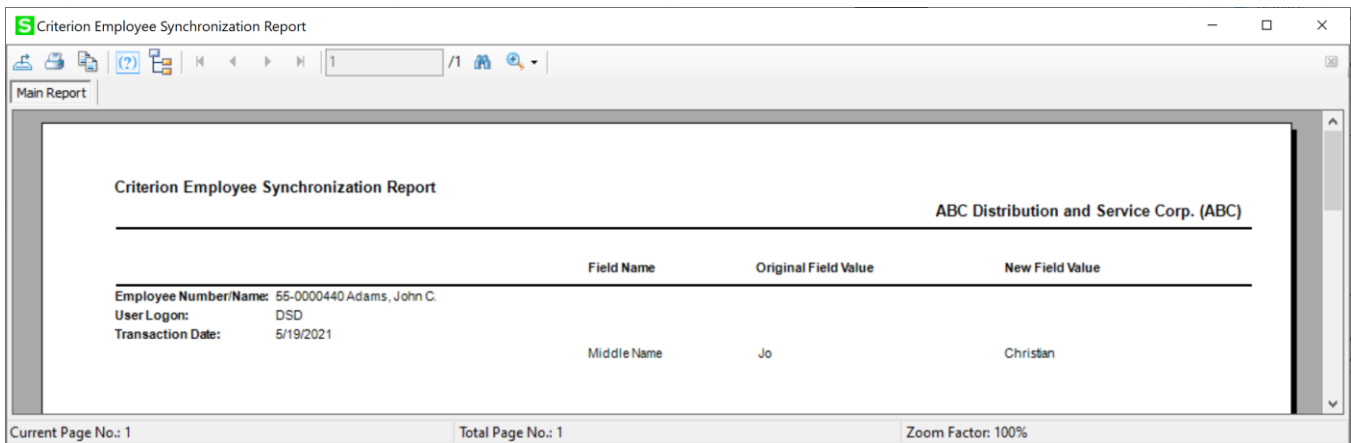 S Criterion Employee Synchronization Report
(?) 1 /1
Main Report
Criterion Employee Synchronization Report
ABC Distribution and Service Corp. (ABC)
Field Name Original Field Value New Field Value
Employee Number/Name: 55-0000440 Adams, John C.
User Logon: DSD
Transaction Date: 5/19/2021
Middle Name Jo Christian
Current Page No.: 1 Total Page No.: 1 Zoom Factor: 100%